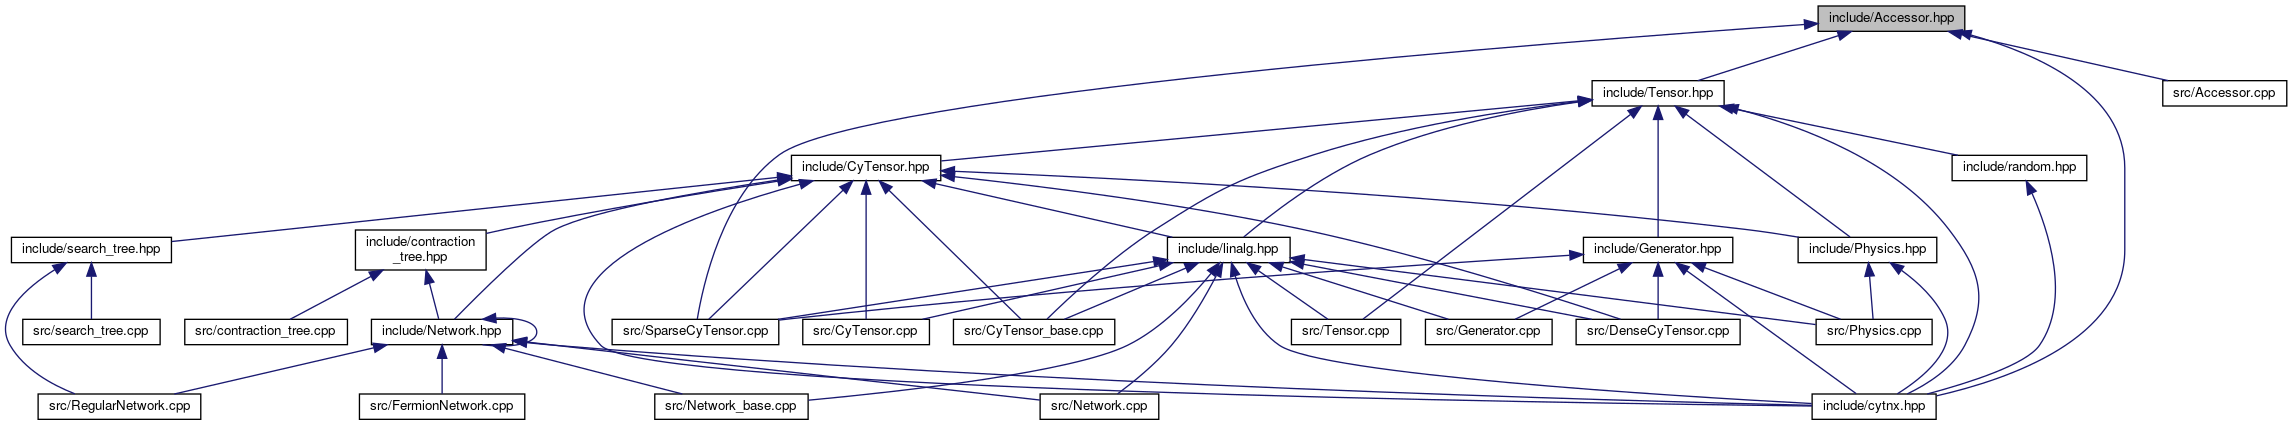 include/Accessor.hpp
include/Tensor.hpp
src/Accessor.cpp
include/CyTensor.hpp
include/random.hpp
include/search_tree.hpp
include/contraction
_tree.hpp
include/linalg.hpp
include/Generator.hpp
include/Physics.hpp
src/search_tree.cpp
src/contraction_tree.cpp
include/Network.hpp
src/SparseCyTensor.cpp
src/CyTensor.cpp
src/CyTensor_base.cpp
src/Tensor.cpp
src/Generator.cpp
src/DenseCyTensor.cpp
src/Physics.cpp
src/RegularNetwork.cpp
src/FermionNetwork.cpp
src/Network_base.cpp
src/Network.cpp
include/cytnx.hpp